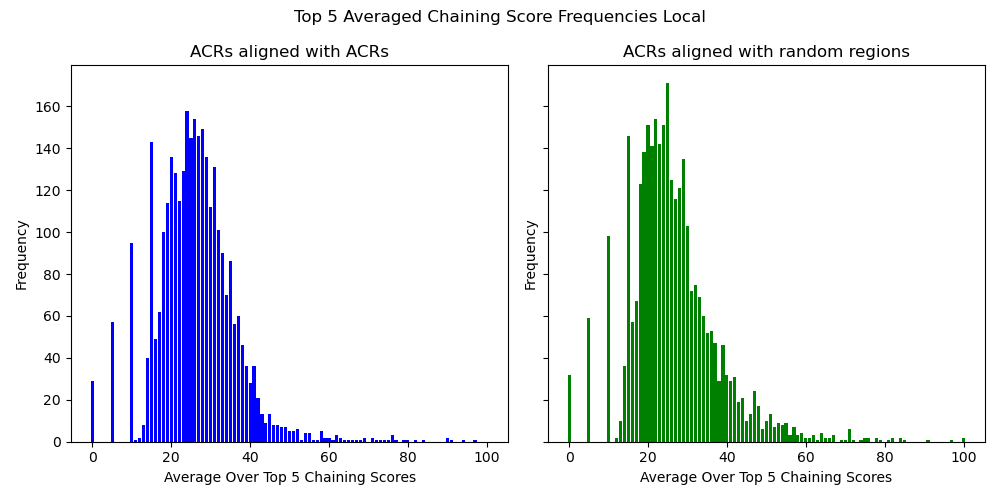 Top 5 Averaged Chaining Score Frequencies Local
ACRs aligned with ACRs
ACRs aligned with random regions
Frequency
0
20
40
60
80
100
120
140
160
0 20 40 60 80 100
Average Over Top 5 Chaining Scores
Frequency
0 20 40 60 80 100
Average Over Top 5 Chaining Scores